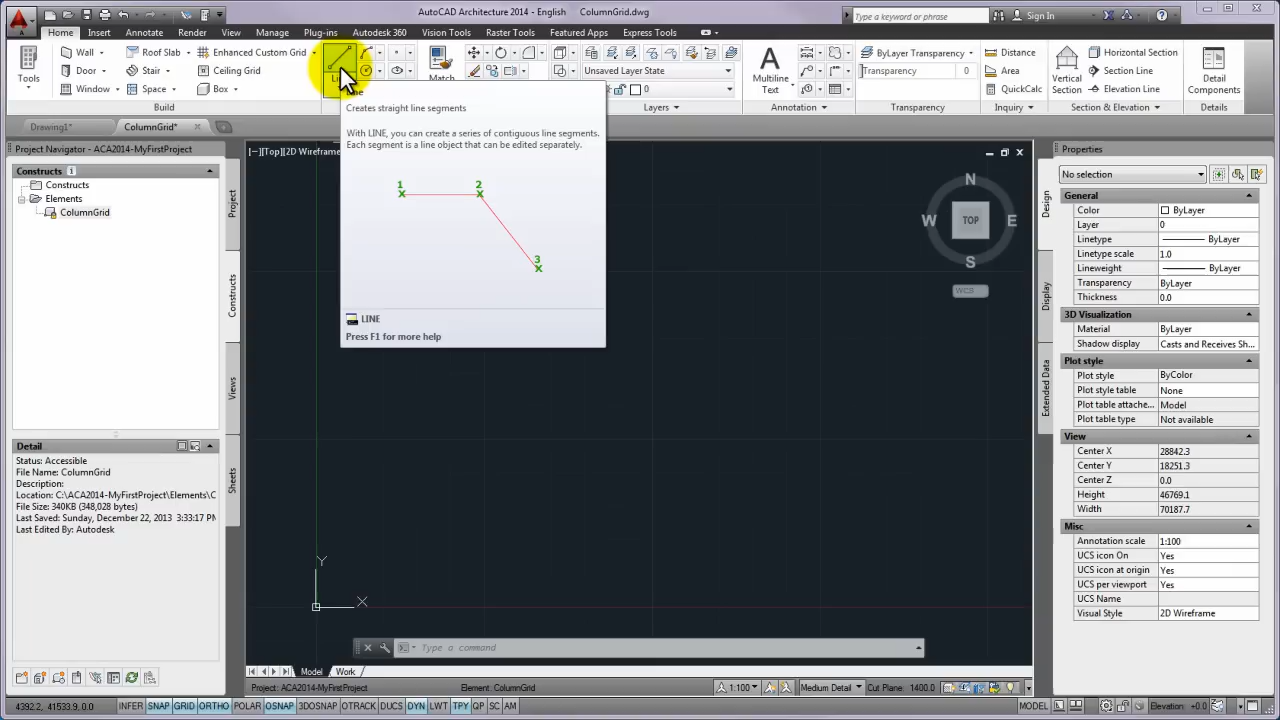 AutoCAD Architecture 2014 - English ColumnGrid.dwg
Type a keyword or phrase
Sign In
Home Insert Annotate Render View Manage Plug-ins Autodesk 360 Vision Tools Raster Tools Featured Apps Express Tools
Tools
Wall
Door
Window
Roof Slab
Stair
Space
Enhanced Custom Grid
Ceiling Grid
Box
Build
Match
Unsaved Layer State
0
Layers
Multiline
Text
Annotation
ByLayer Transparency
Transparency 0
Transparency
Distance
Area
QuickCalc
Inquiry
Vertical
Section
Horizontal Section
Section Line
Elevation Line
Section & Elevation
Detail
Components
Details
Drawing1*
ColumnGrid*
Project Navigator - ACA2014-MyFirstProject
Constructs
Constructs
Elements
ColumnGrid
Project
Constructs
Views
Sheets
Detail
Status: Accessible
File Name: ColumnGrid
Description:
Location: C:\ACA2014-MyFirstProject\Elements\C
File Size: 340KB (348,028 bytes)
Last Saved: Sunday, December 22, 2013 3:33:17 PM
Last Edited By: Autodesk
[−][Top][2D Wirefram
Creates straight line segments
With LINE, you can create a series of contiguous line segments.
Each segment is a line object that can be edited separately.
1
2
3
LINE
Press F1 for more help
N
W TOP E
S
WCS
Y
X
Type a command
Model Work
Project: ACA2014-MyFirstProject Element: ColumnGrid
1:100 Medium Detail Cut Plane: 1400.0
4392.2, 41533.9, 0.0 INFER SNAP GRID ORTHO POLAR OSNAP 3DOSNAP OTRACK DUCS DYN LWT TPY QP SC AM
MODEL
Elevation: +0.0
Properties
No selection
Design
Display
Extended Data
General
Color ByLayer
Layer 0
Linetype ByLayer
Linetype scale 1.0
Lineweight ByLayer
Transparency ByLayer
Thickness 0.0
3D Visualization
Material ByLayer
Shadow display Casts and Receives Sh...
Plot style
Plot style ByColor
Plot style table None
Plot table attache... Model
Plot table type Not available
View
Center X 28842.3
Center Y 18251.3
Center Z 0.0
Height 46769.1
Width 70187.7
Misc
Annotation scale 1:100
UCS icon On Yes
UCS icon at origin Yes
UCS per viewport Yes
UCS Name
Visual Style 2D Wireframe